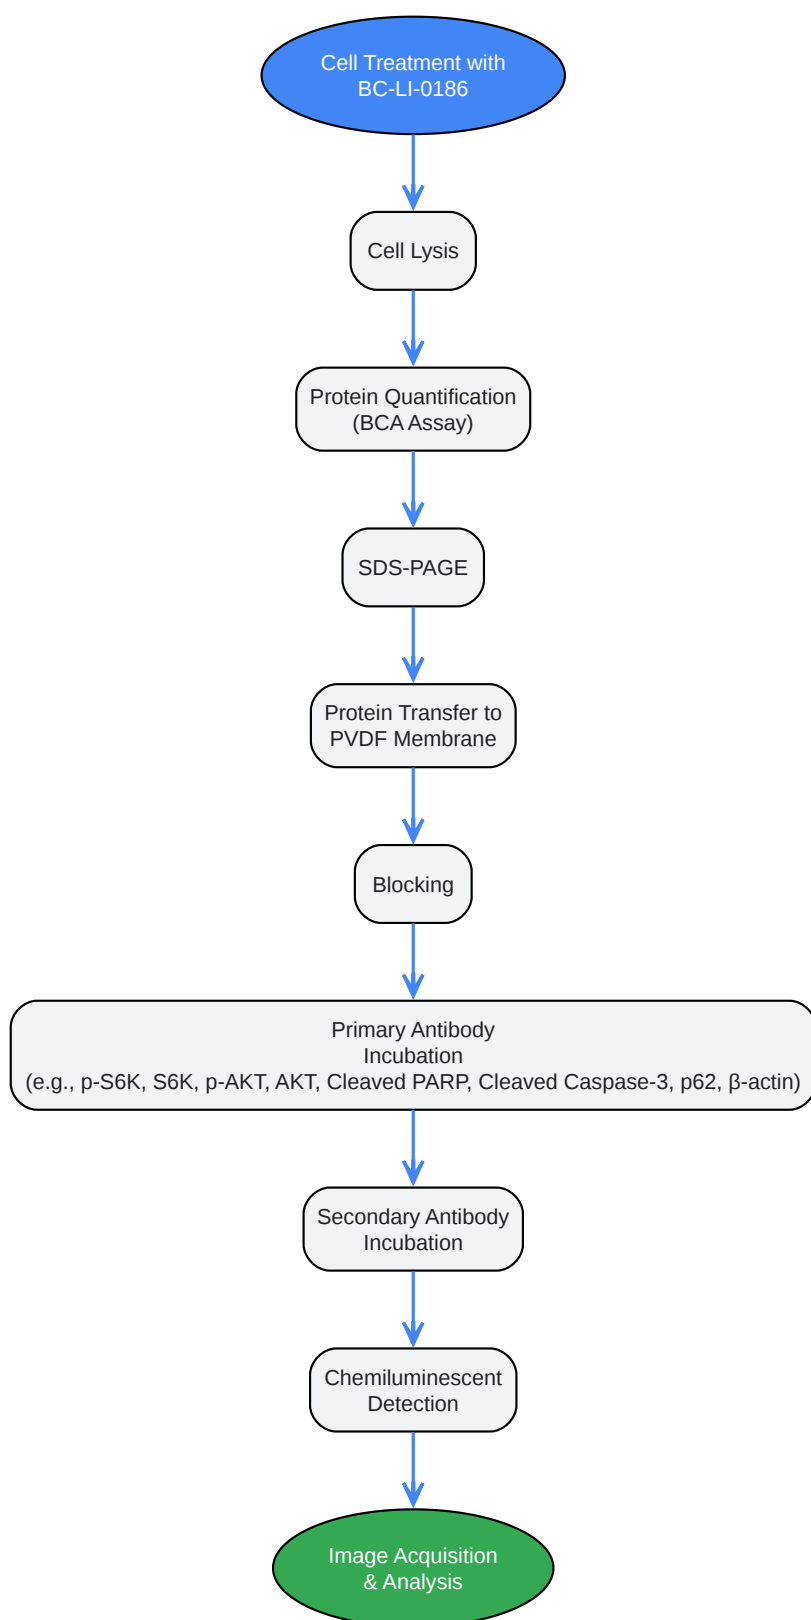 Cell Treatment with
BC-LI-0186
Cell Lysis
Protein Quantification
(BCA Assay)
SDS-PAGE
Protein Transfer to
PVDF Membrane
Blocking
Primary Antibody
Incubation
(e.g., p-S6K, S6K, p-AKT, AKT, Cleaved PARP, Cleaved Caspase-3, p62, β-actin)
Secondary Antibody
Incubation
Chemiluminescent
Detection
Image Acquisition
& Analysis